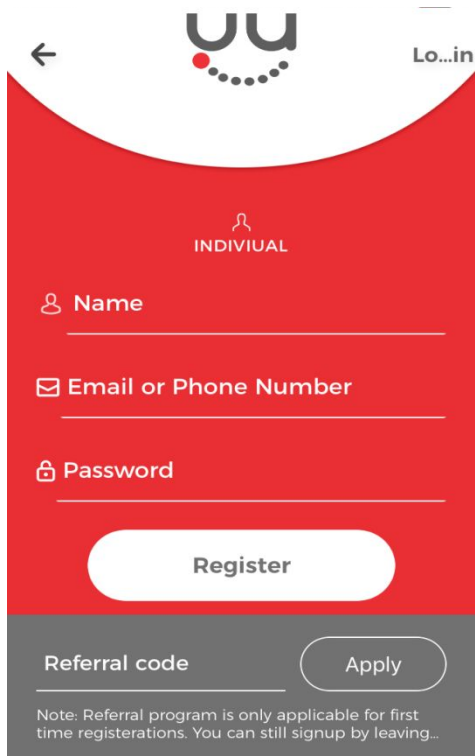 Lo...in
INDIVIUAL
Name
Email or Phone Number
Password
Register
Referral code
Apply
Note: Referral program is only applicable for first
time registerations. You can still signup by leaving...